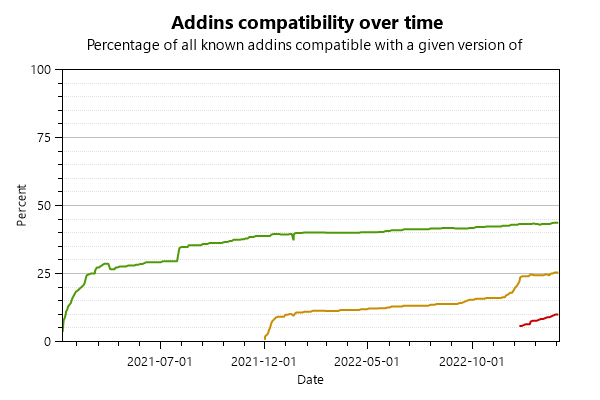 Addins compatibility over time
Percentage of all known addins compatible with a given version of
100
75
50
25
0
Percent
2021-07-01
2021-12-01
2022-05-01
2022-10-01
Date